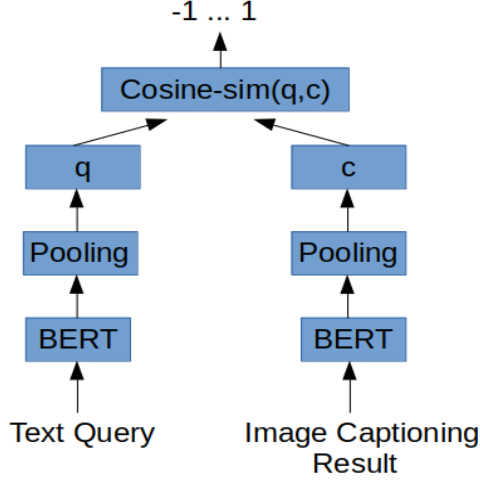 -1 ... 1
Cosine-sim(q,c)
q
c
Pooling
Pooling
BERT
BERT
Text Query
Image Captioning
Result